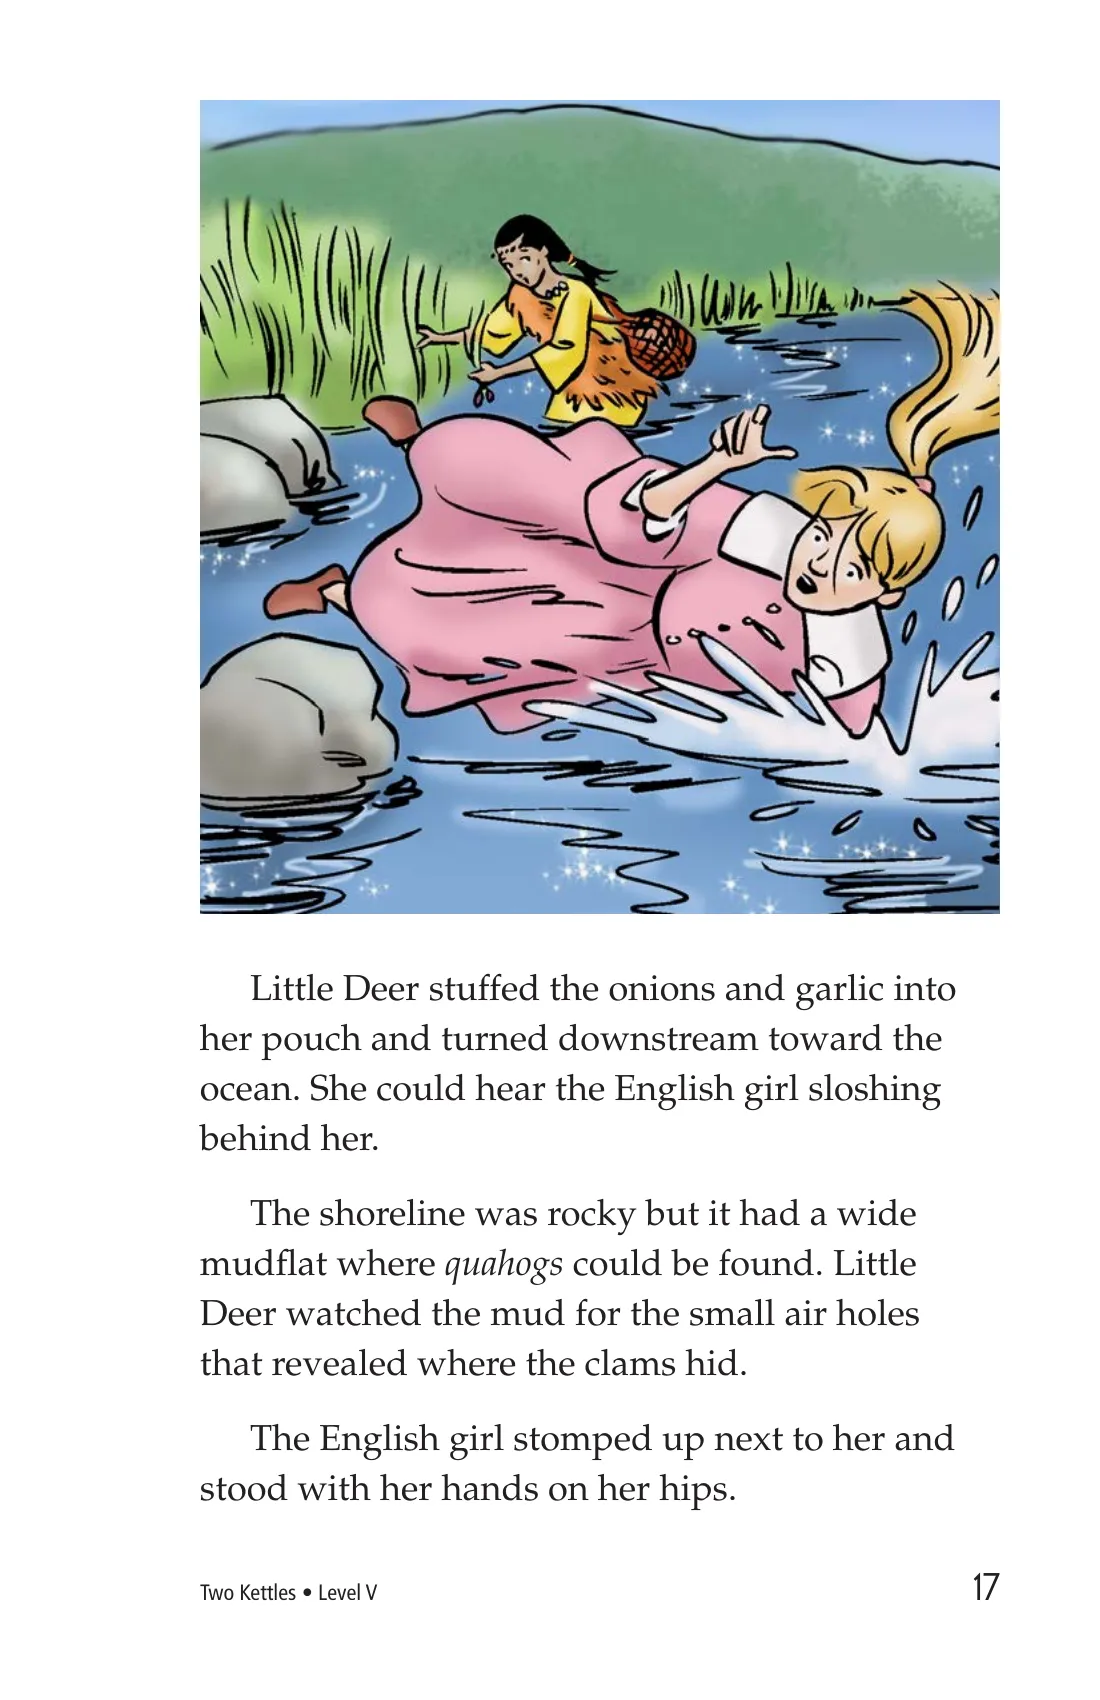 Little Deer stuffed the onions and garlic into
her pouch and turned downstream toward the
ocean. She could hear the English girl sloshing
behind her.
The shoreline was rocky but it had a wide
mudflat where quahogs could be found. Little
Deer watched the mud for the small air holes
that revealed where the clams hid.
The English girl stomped up next to her and
stood with her hands on her hips.
Two Kettles • Level V
17